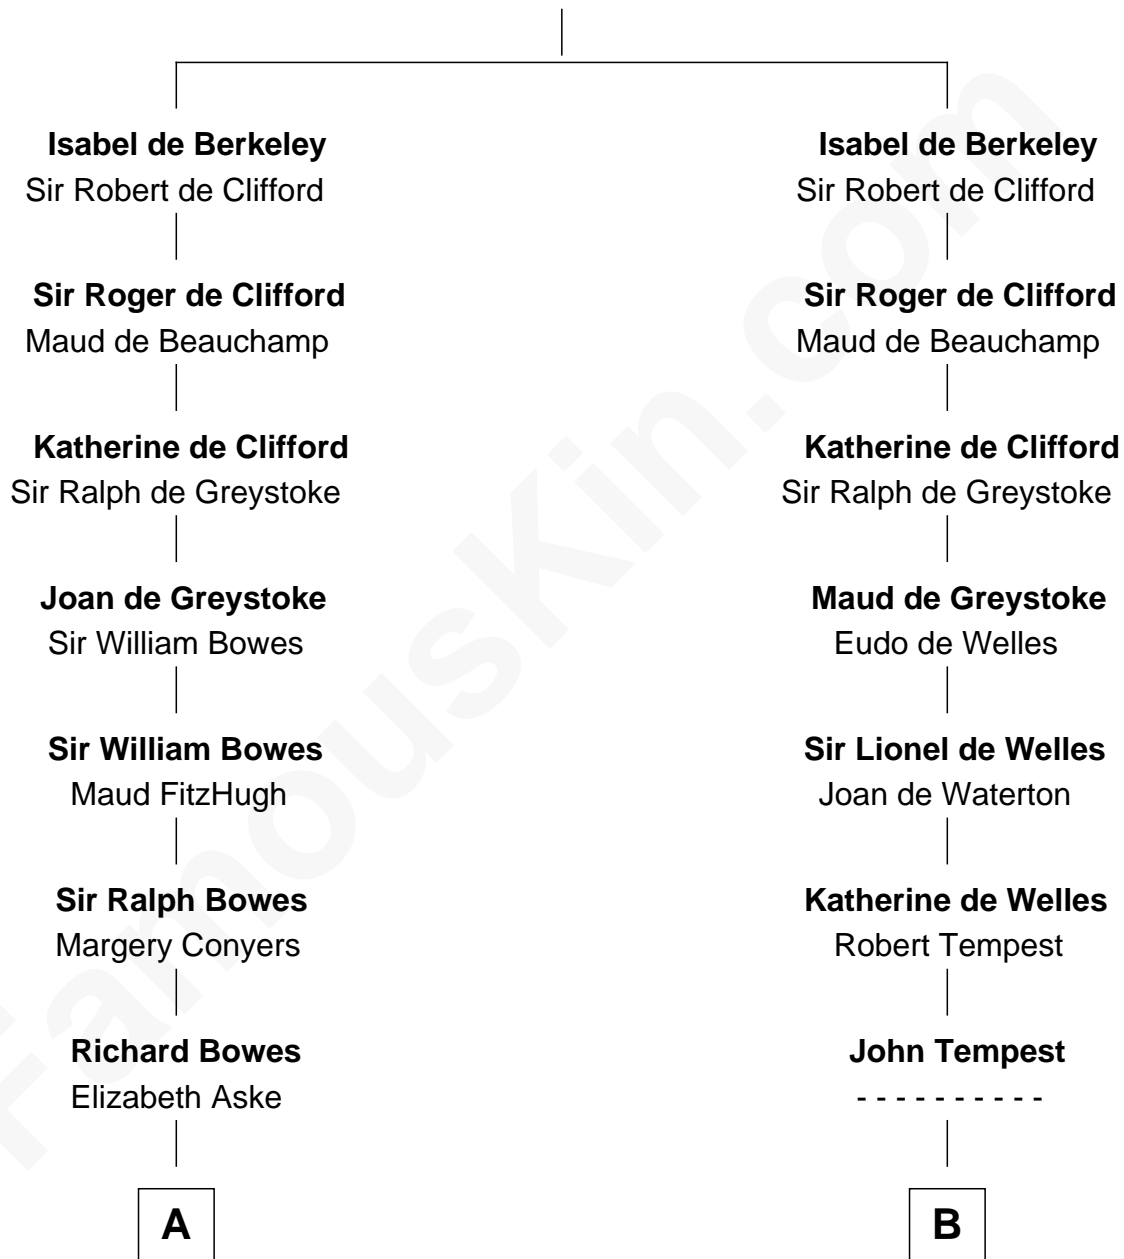 Isabel de Berkeley
Sir Robert de Clifford
Sir Roger de Clifford
Maud de Beauchamp
Katherine de Clifford
Sir Ralph de Greystoke
Joan de Greystoke
Sir William Bowes
Sir William Bowes
Maud FitzHugh
Sir Ralph Bowes
Margery Conyers
Richard Bowes
Elizabeth Aske
A
Isabel de Berkeley
Sir Robert de Clifford
Sir Roger de Clifford
Maud de Beauchamp
Katherine de Clifford
Sir Ralph de Greystoke
Maud de Greystoke
Eudo de Welles
Sir Lionel de Welles
Joan de Waterton
Katherine de Welles
Robert Tempest
John Tempest
- - - - - - - - - -
B
FamousKin.com